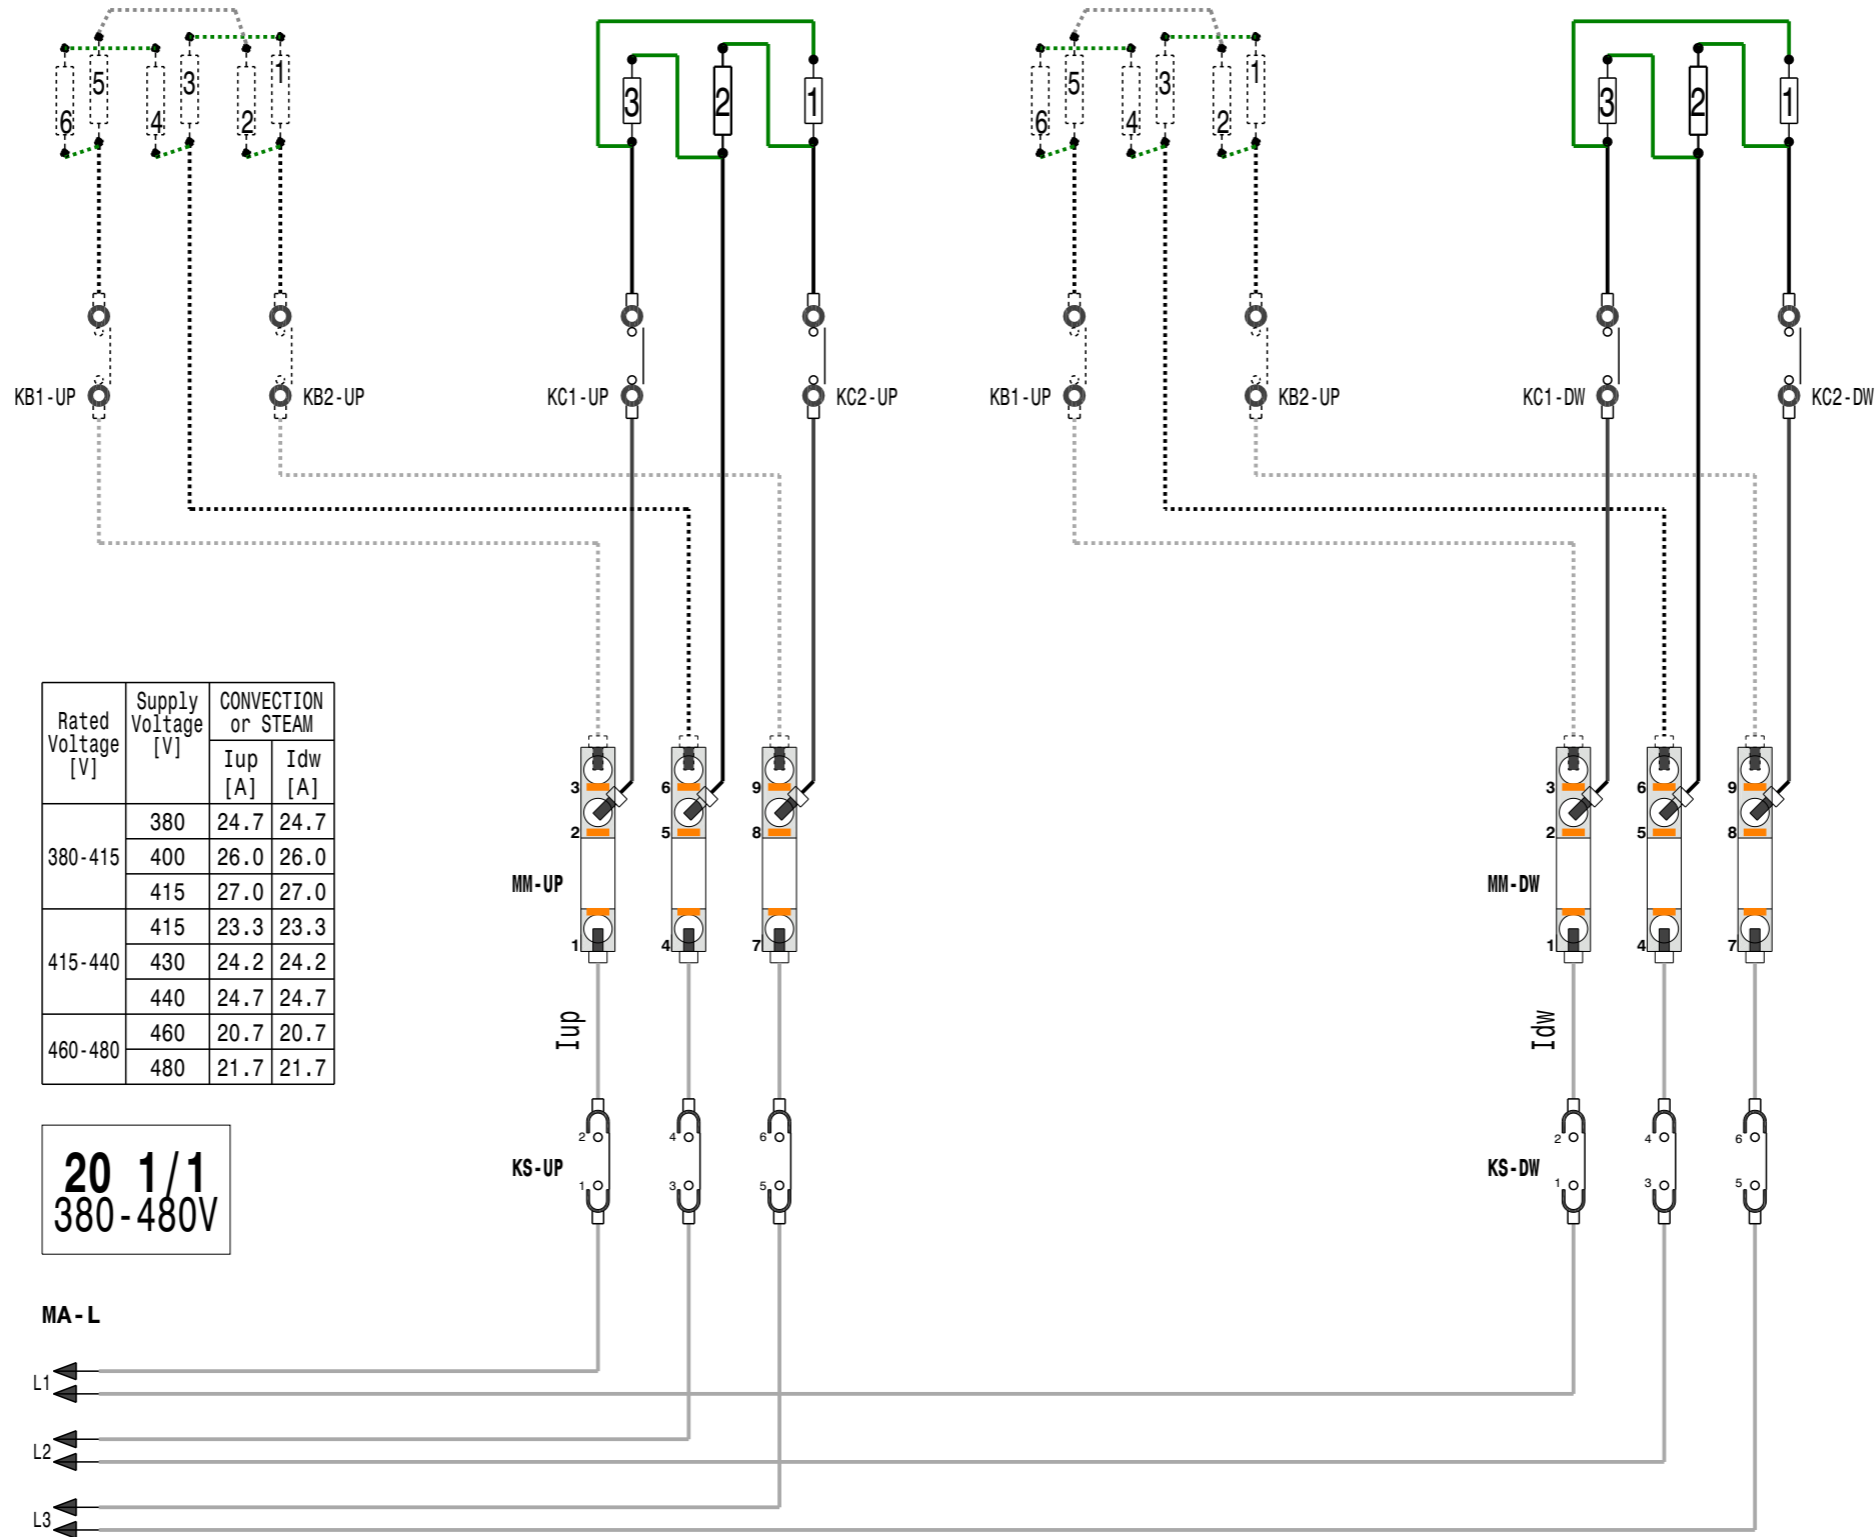 5 3 1 5 3 1
6 4 2 6 4 2
3 2 1 3 2 1
KB1-UP KB2-UP KC1-UP KC2-UP KB1-UP KB2-UP KC1-DW KC2-DW
Rated Voltage [V] Supply Voltage [V] CONVECTION or STEAM
Iup [A] Idw [A]
380-415 380 24.7 24.7
400 26.0 26.0
415 27.0 27.0
415-440 415 23.3 23.3
430 24.2 24.2
440 24.7 24.7
460-480 460 20.7 20.7
480 21.7 21.7
3 6 9 3 6 9
2 5 8 2 5 8
MM-UP MM-DW
1 4 7 1 4 7
Iup Idw
2 4 6 2 4 6
KS-UP KS-DW
1 3 5 1 3 5
20 1/1
380-480V
MA-L
L1
L2
L3